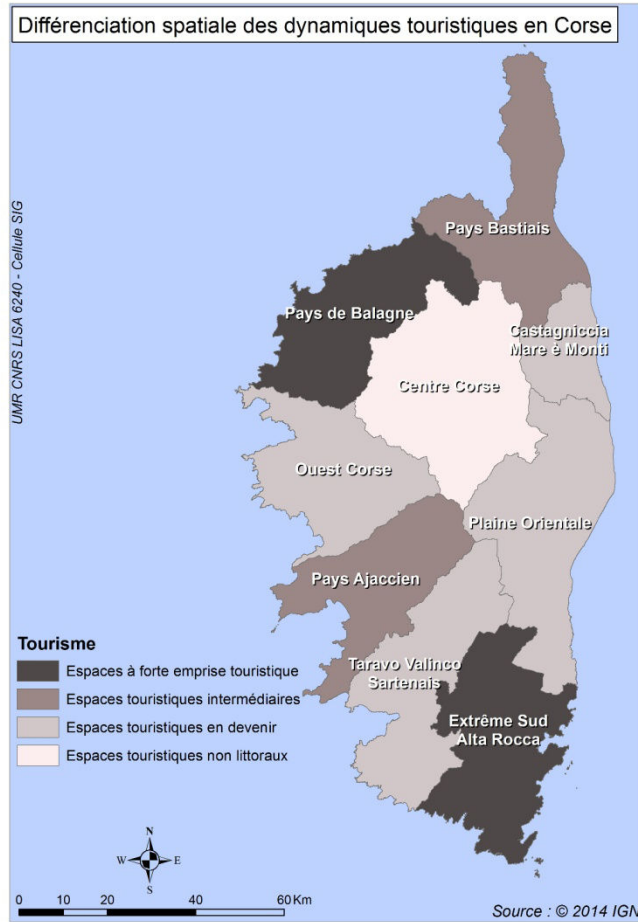 Différenciation spatiale des dynamiques touristiques en Corse
UMR CNRS LISA 6240 - Cellule SIG
Pays Bastiais
Pays de Balagne
Castagniccia
Mare è Monti
Centre Corse
Ouest Corse
Plaine Orientale
Pays Ajaccien
Taravo Valinco
Sartenais
Extrême Sud
Alta Rocca
Tourisme
Espaces à forte emprise touristique
Espaces touristiques intermédiaires
Espaces touristiques en devenir
Espaces touristiques non littoraux
N
W E
S
0 10 20 40 60 Km
Source : © 2014 IGN